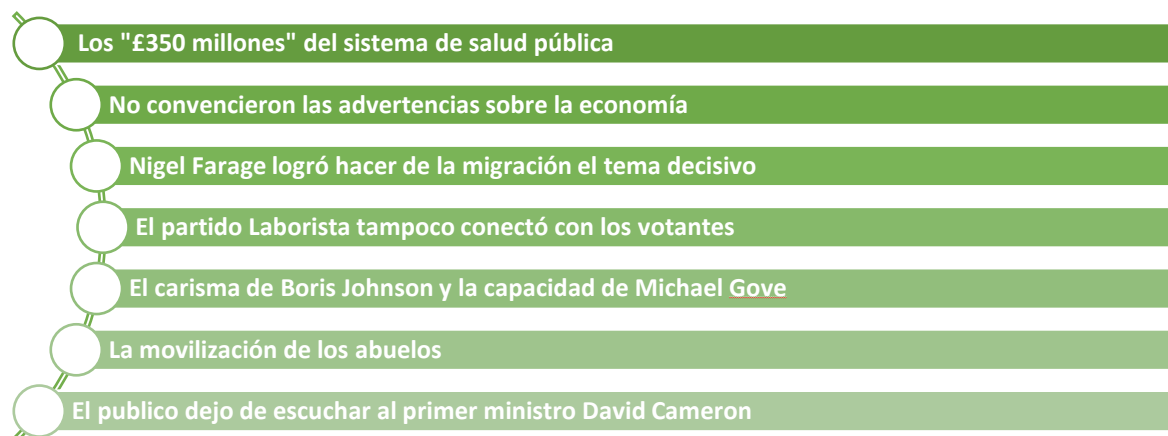 Los "£350 millones" del sistema de salud pública
No convencieron las advertencias sobre la economía
Nigel Farage logró hacer de la migración el tema decisivo
El partido Laborista tampoco conectó con los votantes
El carisma de Boris Johnson y la capacidad de Michael Gove
La movilización de los abuelos
El publico dejo de escuchar al primer ministro David Cameron